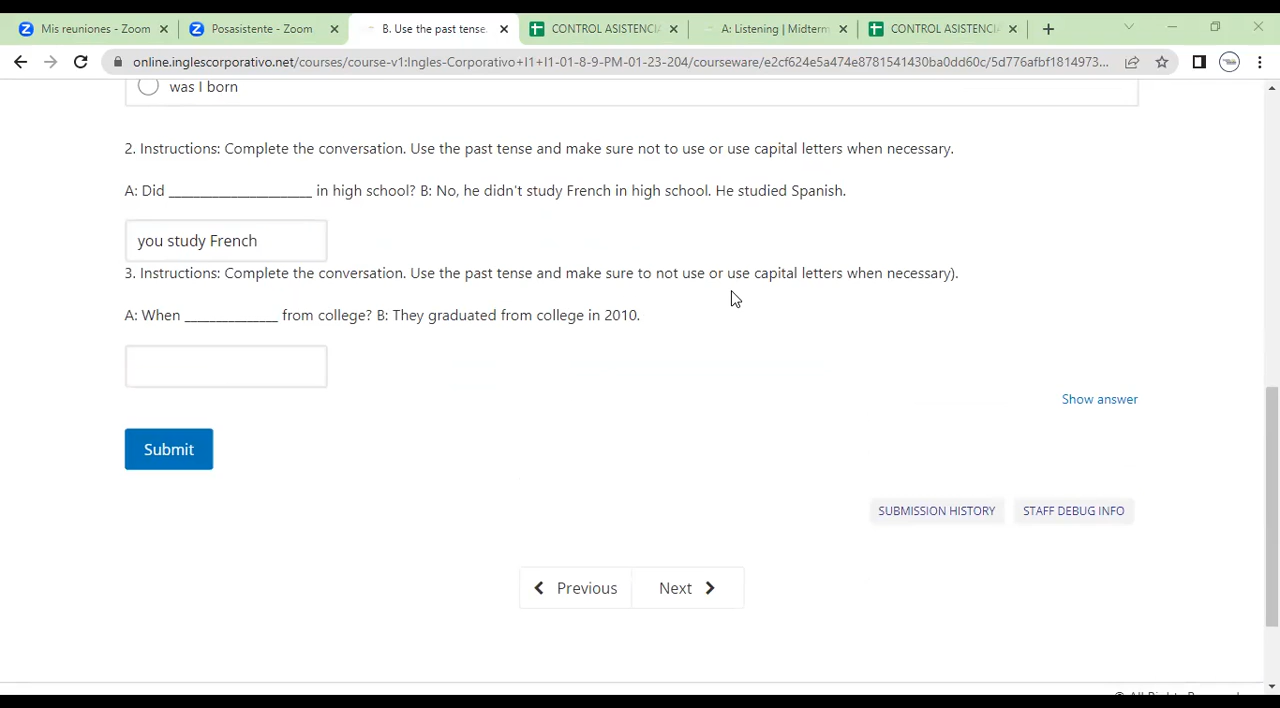 Mis reuniones - Zoom
Posasistente - Zoom
B. Use the past tense.
CONTROL ASISTENCIA
A: Listening | Midterm
CONTROL ASISTENCIA
online.inglescorporativo.net/courses/course-v1:Ingles-Corporativo+I1+I1-01-8-9-PM-01-23-204/courseware/e2cf624e5a474e8781541430ba0dd60c/5d776afbf1814973...
was I born
2. Instructions: Complete the conversation. Use the past tense and make sure not to use or use capital letters when necessary.
A: Did ____________________ in high school? B: No, he didn't study French in high school. He studied Spanish.
you study French
3. Instructions: Complete the conversation. Use the past tense and make sure to not use or use capital letters when necessary).
A: When _____________ from college? B: They graduated from college in 2010.
Show answer
Submit
SUBMISSION HISTORY
STAFF DEBUG INFO
Previous
Next